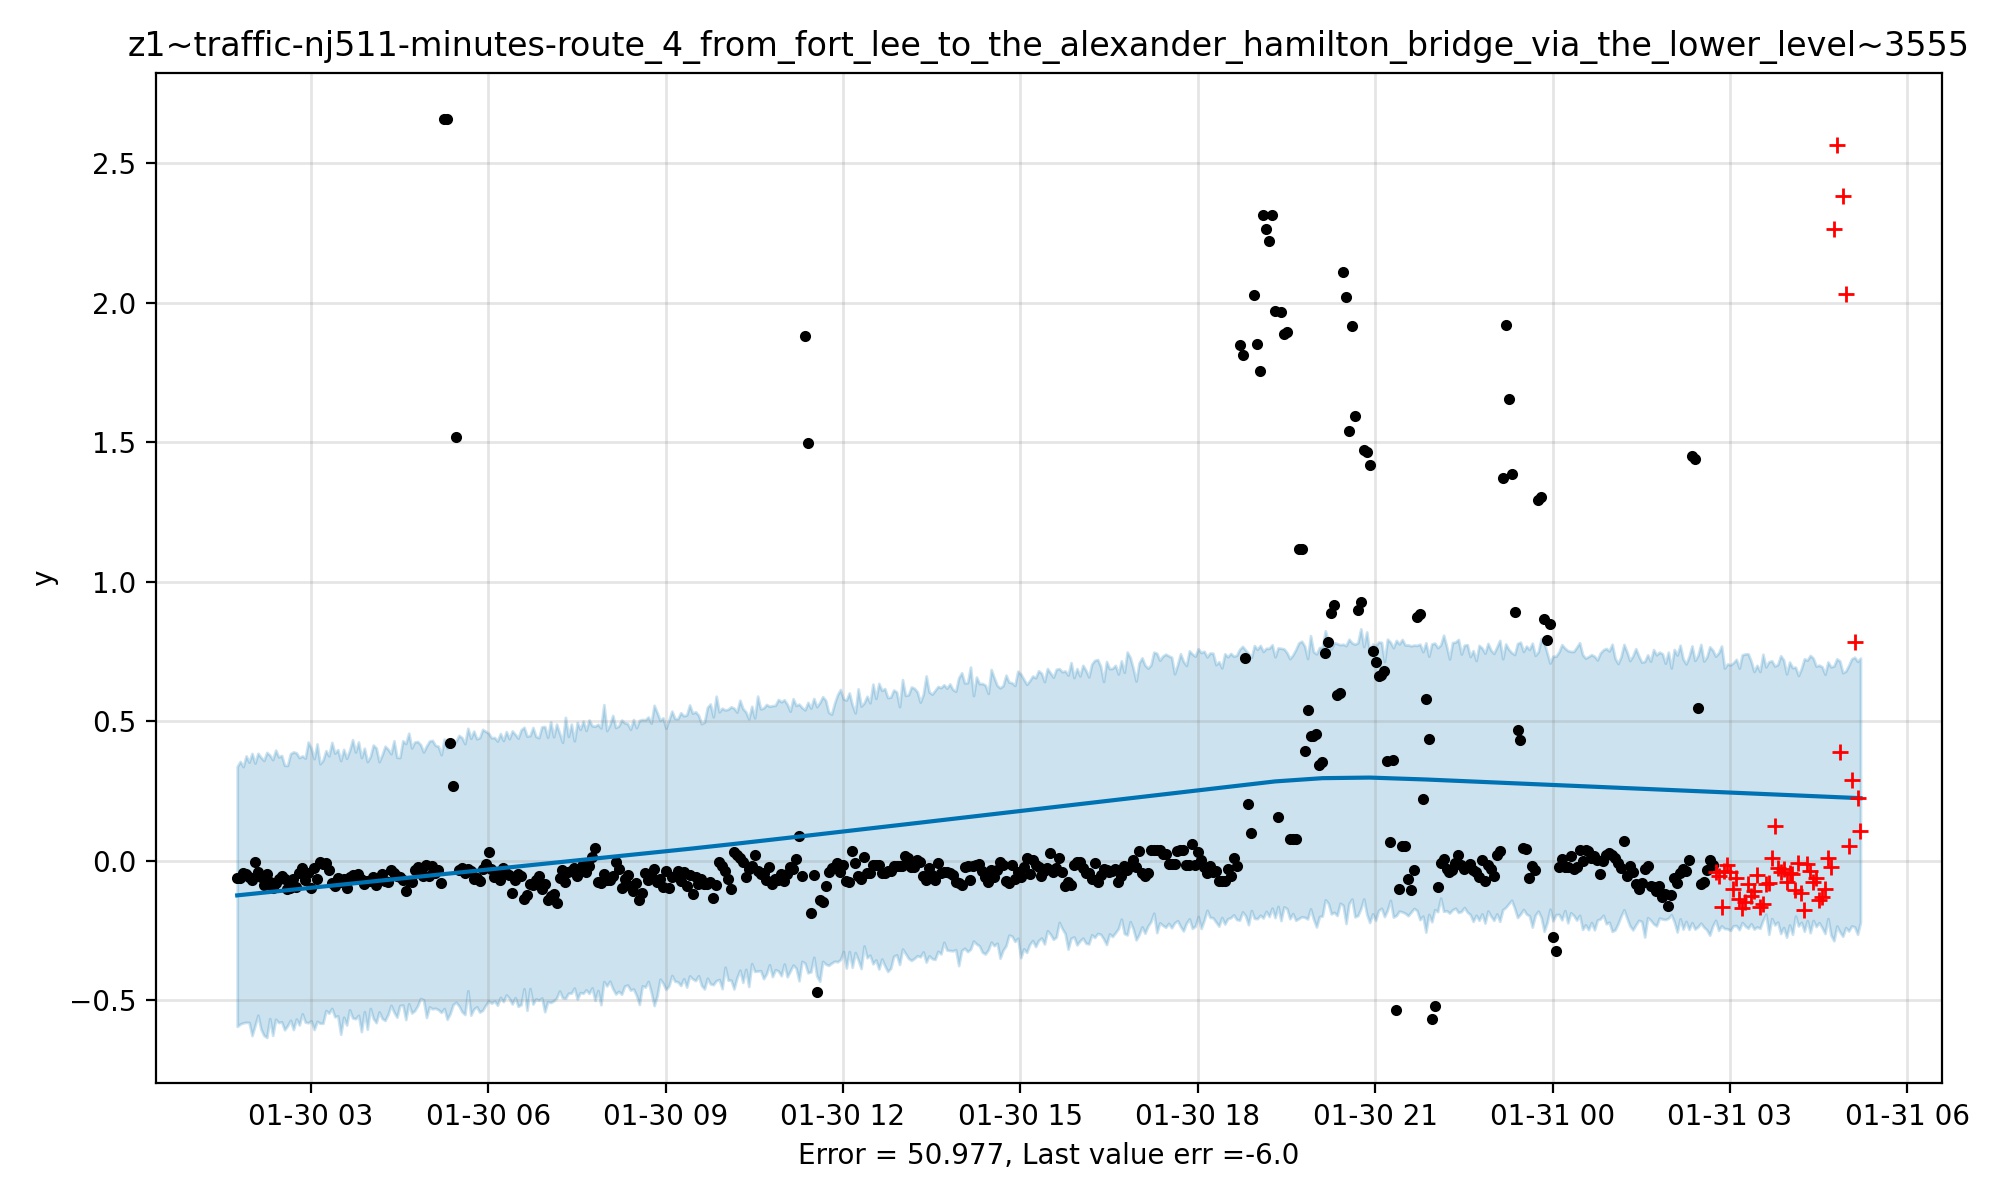 z1~traffic-nj511-minutes-route_4_from_fort_lee_to_the_alexander_hamilton_bridge_via_the_lower_level~3555
2.5
2.0
1.5
y
1.0
0.5
0.0
−0.5
01-30 03 01-30 06 01-30 09 01-30 12 01-30 15 01-30 18 01-30 21 01-31 00 01-31 03 01-31 06
Error = 50.977, Last value err =-6.0